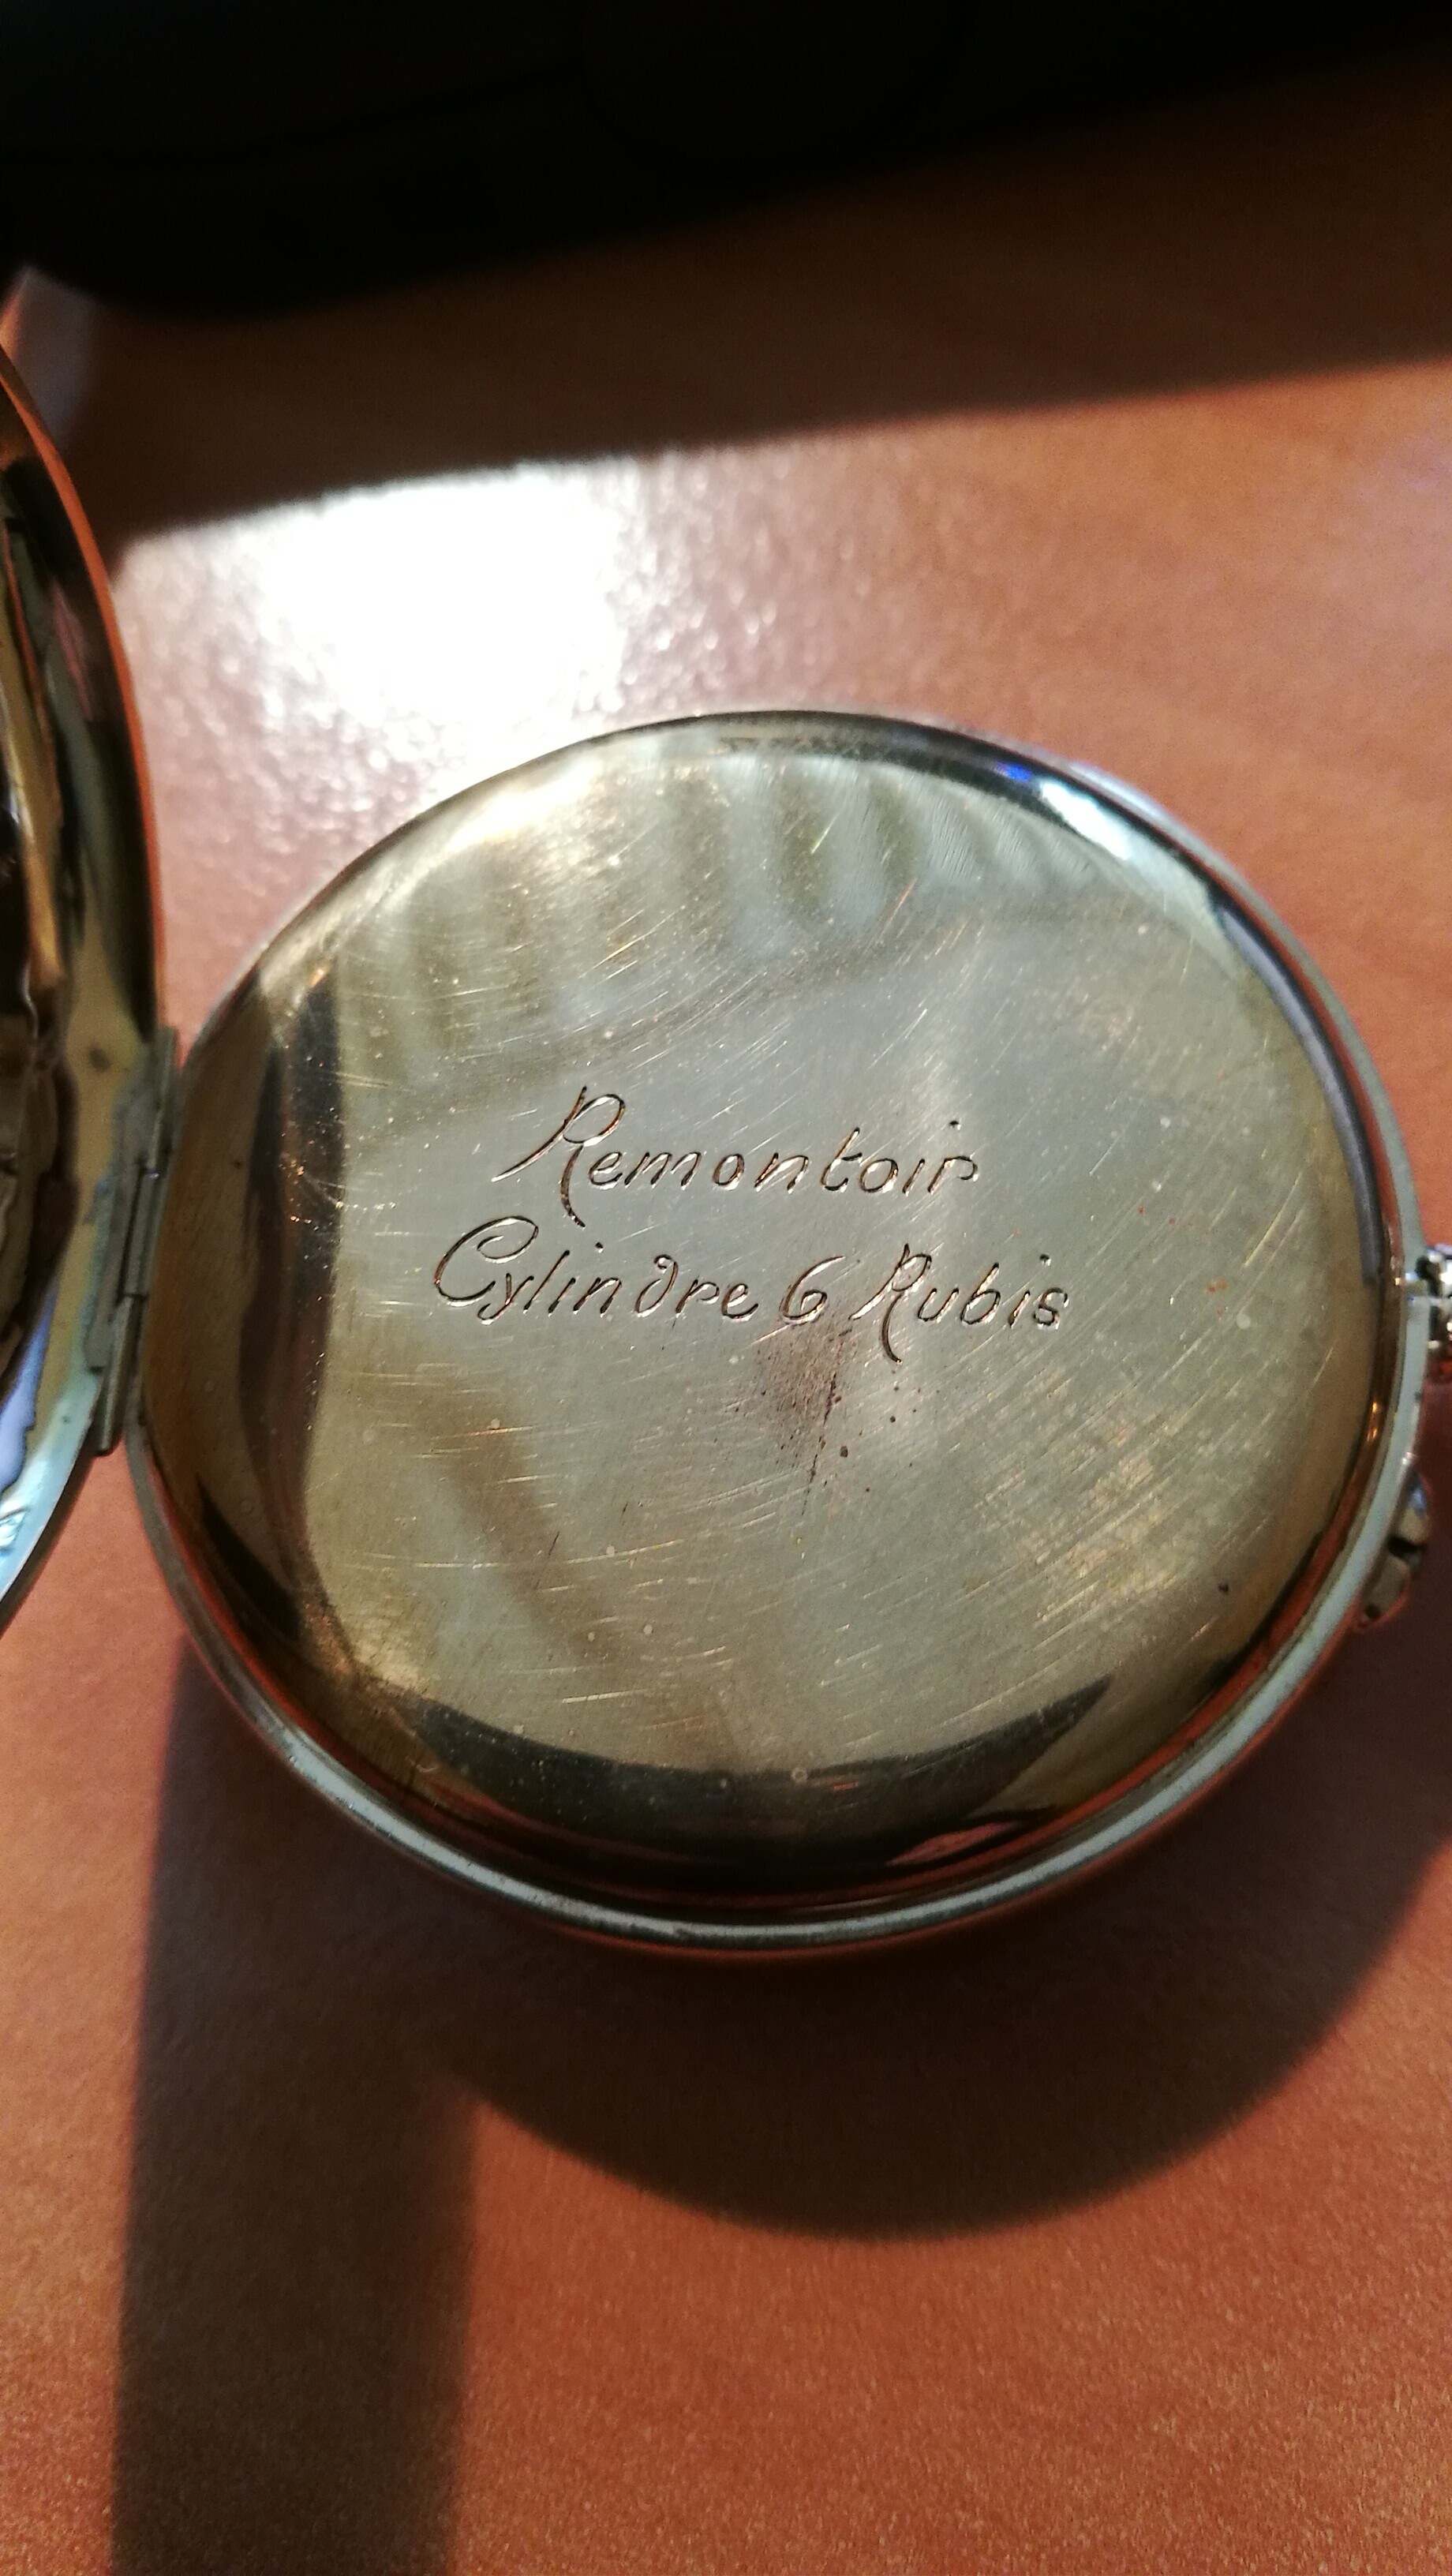 Remontoir
Cylindre 6 Rubis